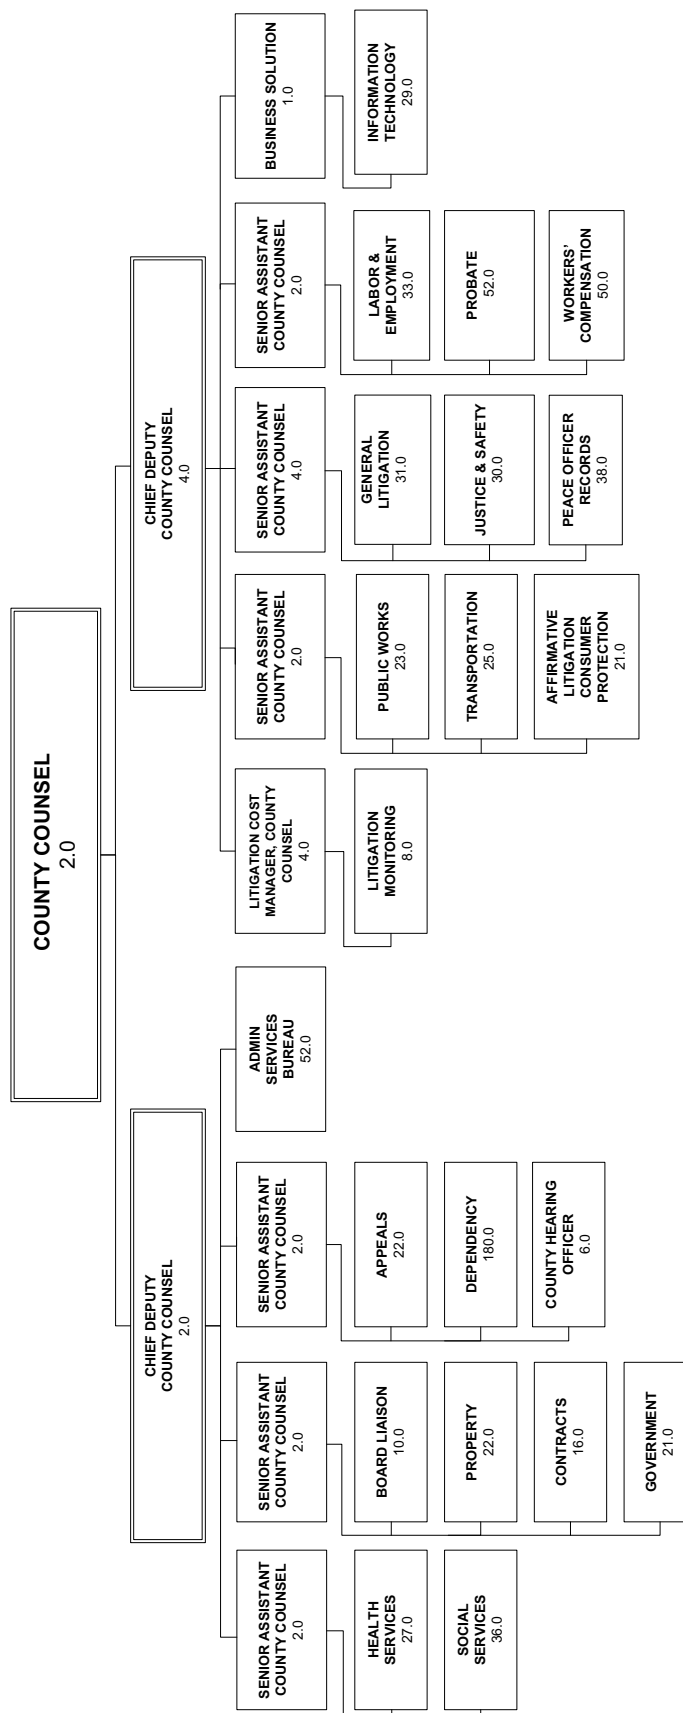 COUNTY COUNSEL
2.0
CHIEF DEPUTY
COUNTY COUNSEL
2.0
CHIEF DEPUTY
COUNTY COUNSEL
4.0
SENIOR ASSISTANT
COUNTY COUNSEL
2.0
HEALTH
SERVICES
27.0
SOCIAL
SERVICES
36.0
SENIOR ASSISTANT
COUNTY COUNSEL
2.0
BOARD LIAISON
10.0
PROPERTY
22.0
CONTRACTS
16.0
GOVERNMENT
21.0
SENIOR ASSISTANT
COUNTY COUNSEL
2.0
APPEALS
22.0
DEPENDENCY
180.0
COUNTY HEARING
OFFICER
6.0
ADMIN
SERVICES
BUREAU
52.0
LITIGATION COST
MANAGER, COUNTY
COUNSEL
4.0
LITIGATION
MONITORING
8.0
SENIOR ASSISTANT
COUNTY COUNSEL
2.0
PUBLIC WORKS
23.0
TRANSPORTATION
25.0
AFFIRMATIVE
LITIGATION
CONSUMER
PROTECTION
21.0
SENIOR ASSISTANT
COUNTY COUNSEL
4.0
GENERAL
LITIGATION
31.0
JUSTICE & SAFETY
30.0
PEACE OFFICER
RECORDS
38.0
SENIOR ASSISTANT
COUNTY COUNSEL
2.0
LABOR &
EMPLOYMENT
33.0
PROBATE
52.0
WORKERS'
COMPENSATION
50.0
BUSINESS SOLUTION
1.0
INFORMATION
TECHNOLOGY
29.0